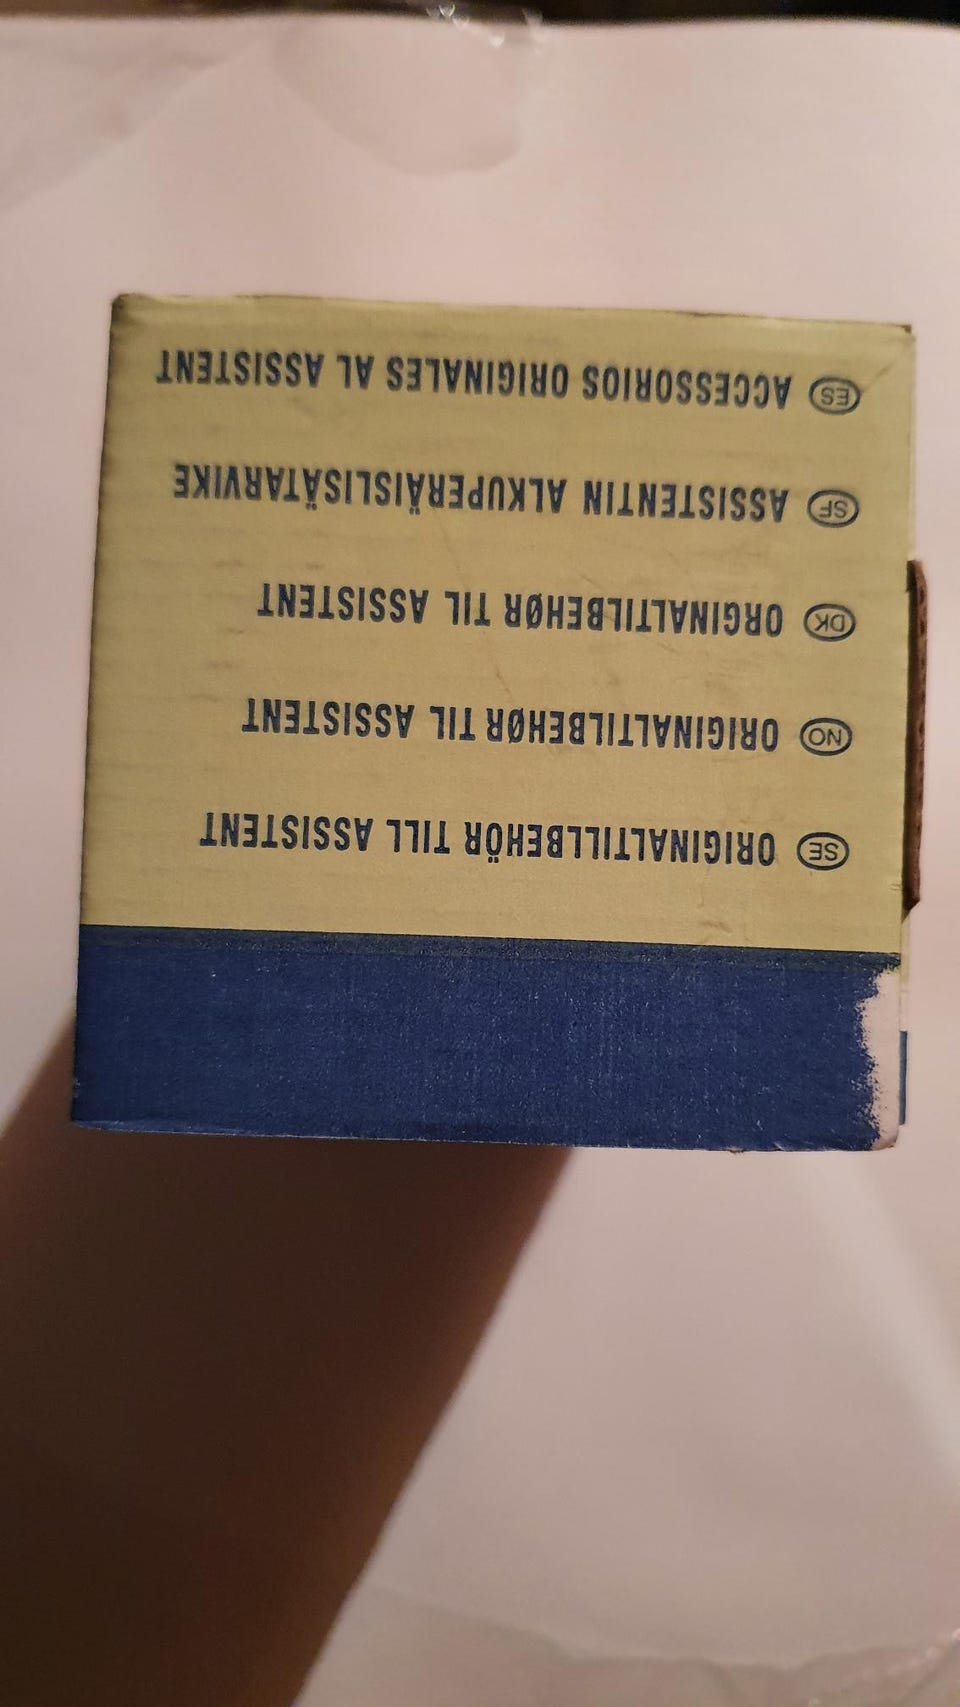 SE ORIGINALTILLBEHÖR TILL ASSISTENT
NO ORIGINALTILBEHØR TIL ASSISTENT
DK ORGINALTILBEHØR TIL ASSISTENT
SF ASSISTENTIN ALKUPERÄISLISÄTARVIKE
ES ACCESSORIOS ORIGINALES AL ASSISTENT